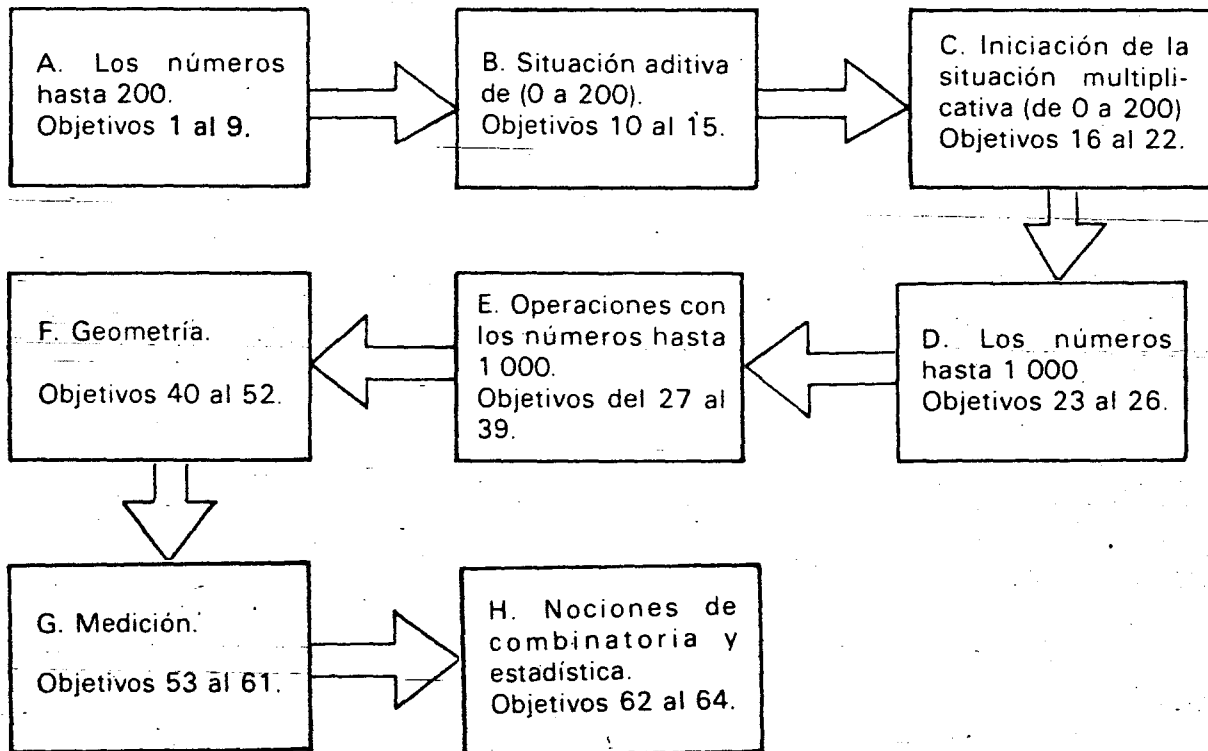 A. Los números
hasta 200.
Objetivos 1 al 9.
B. Situación aditiva
de (0 a 200).
Objetivos 10 al 15.
C. Iniciación de la
situación multipli-
cativa (de 0 a 200)
Objetivos 16 al 22.
D. Los números
hasta 1 000
Objetivos 23 al 26.
E. Operaciones con
los números hasta
1 000.
Objetivos del 27 al
39.
F. Geometría.
Objetivos 40 al 52.
G. Medición.
Objetivos 53 al 61.
H. Nociones de
combinatoria y
estadística.
Objetivos 62 al 64.